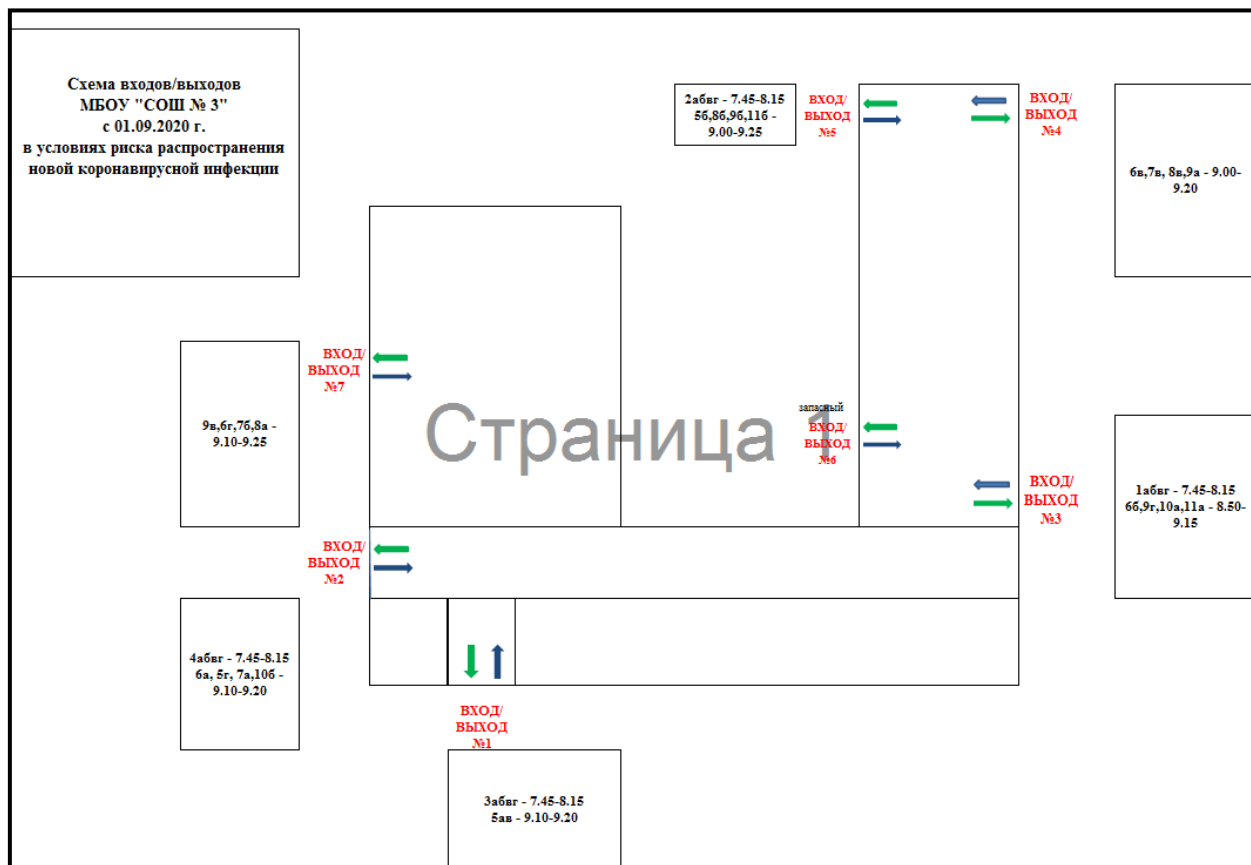 Схема входов/выходов
МБОУ "СОШ № 3"
с 01.09.2020 г.
в условиях риска распространения
новой коронавирусной инфекции
2абвг - 7.45-8.15
5б,8б,9б,11б -
9.00-9.25
ВХОД/
ВЫХОД
№5
ВХОД/
ВЫХОД
№4
6в,7в, 8в,9а - 9.00-
9.20
ВХОД/
ВЫХОД
№7
9в,6г,7б,8а -
9.10-9.25
Страница 1
запасный
ВХОД/
ВЫХОД
№6
ВХОД/
ВЫХОД
№3
1абвг - 7.45-8.15
6б,9г,10а,11а - 8.50-
9.15
ВХОД/
ВЫХОД
№2
4абвг - 7.45-8.15
6а, 5г, 7а,10б -
9.10-9.20
ВХОД/
ВЫХОД
№1
3абвг - 7.45-8.15
5ав - 9.10-9.20